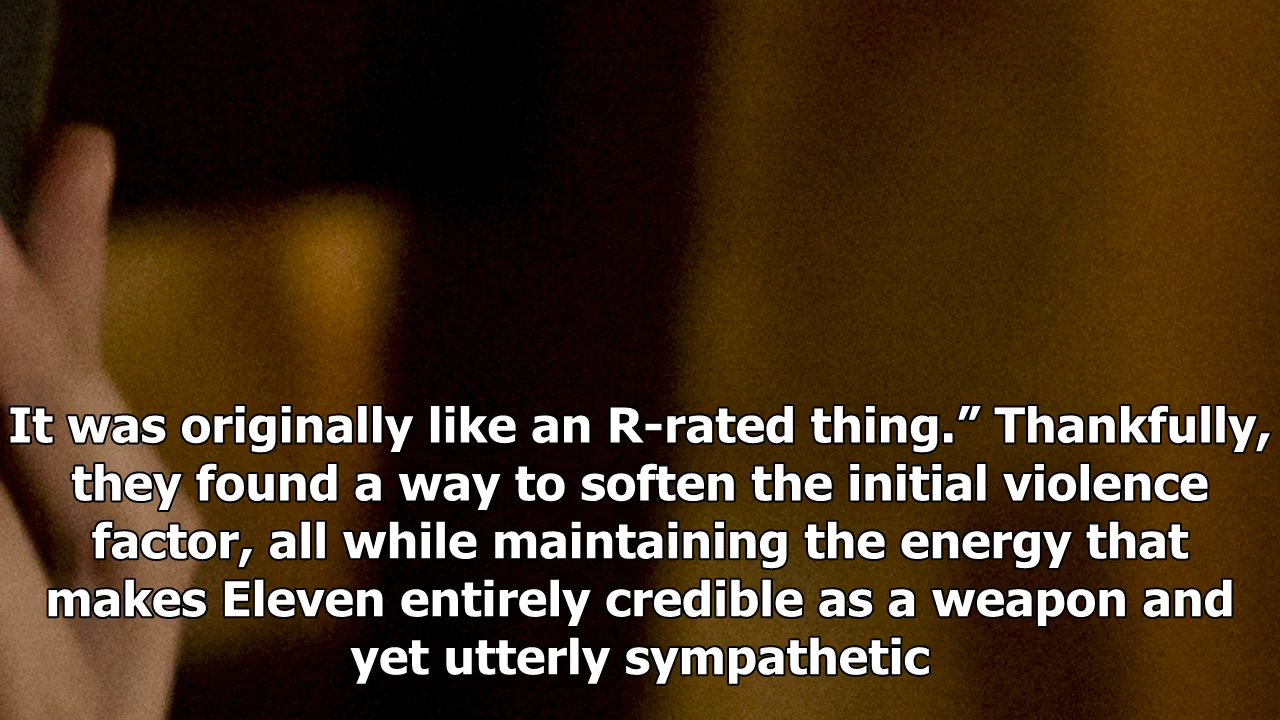 It was originally like an R-rated thing.” Thankfully,
they found a way to soften the initial violence
factor, all while maintaining the energy that
makes Eleven entirely credible as a weapon and
yet utterly sympathetic